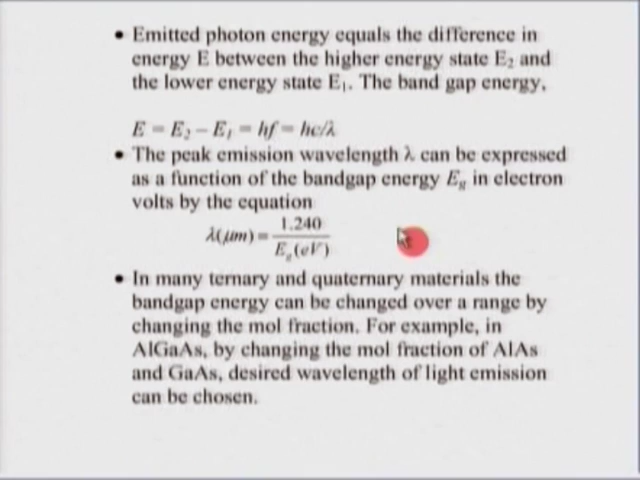 • Emitted photon energy equals the difference in
energy E between the higher energy state E₂ and
the lower energy state E₁. The band gap energy,
E = E₂ – E₁ = hf = hc/λ
• The peak emission wavelength λ can be expressed
as a function of the bandgap energy E_g in electron
volts by the equation
λ(μm) = 1.240 / E_g(eV)
• In many ternary and quaternary materials the
bandgap energy can be changed over a range by
changing the mol fraction. For example, in
AlGaAs, by changing the mol fraction of AlAs
and GaAs, desired wavelength of light emission
can be chosen.